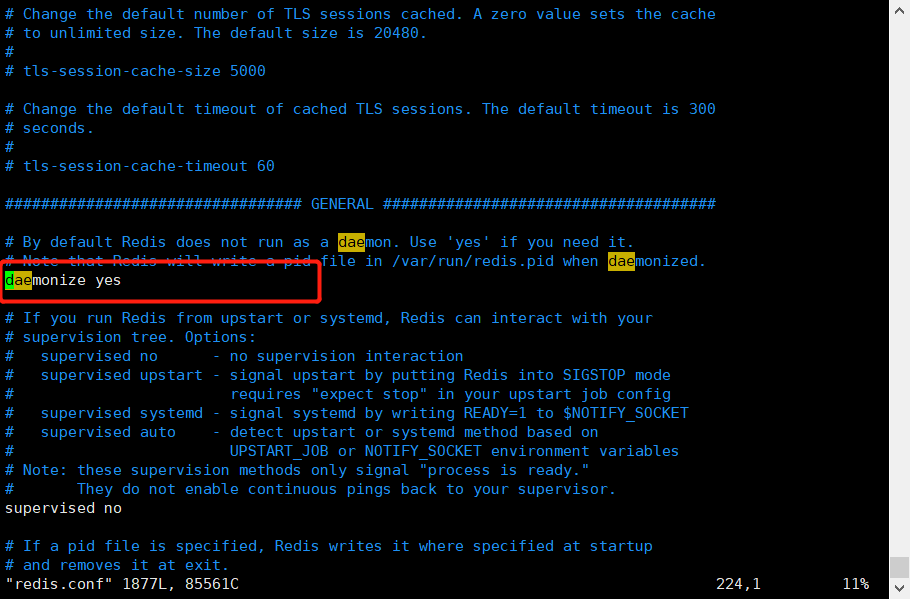 # Change the default number of TLS sessions cached. A zero value sets the cache
# to unlimited size. The default size is 20480.
#
# tls-session-cache-size 5000
# Change the default timeout of cached TLS sessions. The default timeout is 300
# seconds.
#
# tls-session-cache-timeout 60
################################# GENERAL #####################################
# By default Redis does not run as a daemon. Use 'yes' if you need it.
# Note that Redis will write a pid file in /var/run/redis.pid when daemonized.
daemonize yes
# If you run Redis from upstart or systemd, Redis can interact with your
# supervision tree. Options:
#   supervised no      - no supervision interaction
#   supervised upstart - signal upstart by putting Redis into SIGSTOP mode
#                        requires "expect stop" in your upstart job config
#   supervised systemd - signal systemd by writing READY=1 to $NOTIFY_SOCKET
#   supervised auto    - detect upstart or systemd method based on
#                        UPSTART_JOB or NOTIFY_SOCKET environment variables
# Note: these supervision methods only signal "process is ready."
#       They do not enable continuous pings back to your supervisor.
supervised no
# If a pid file is specified, Redis writes it where specified at startup
# and removes it at exit.
"redis.conf" 1877L, 85561C 224,1 11%